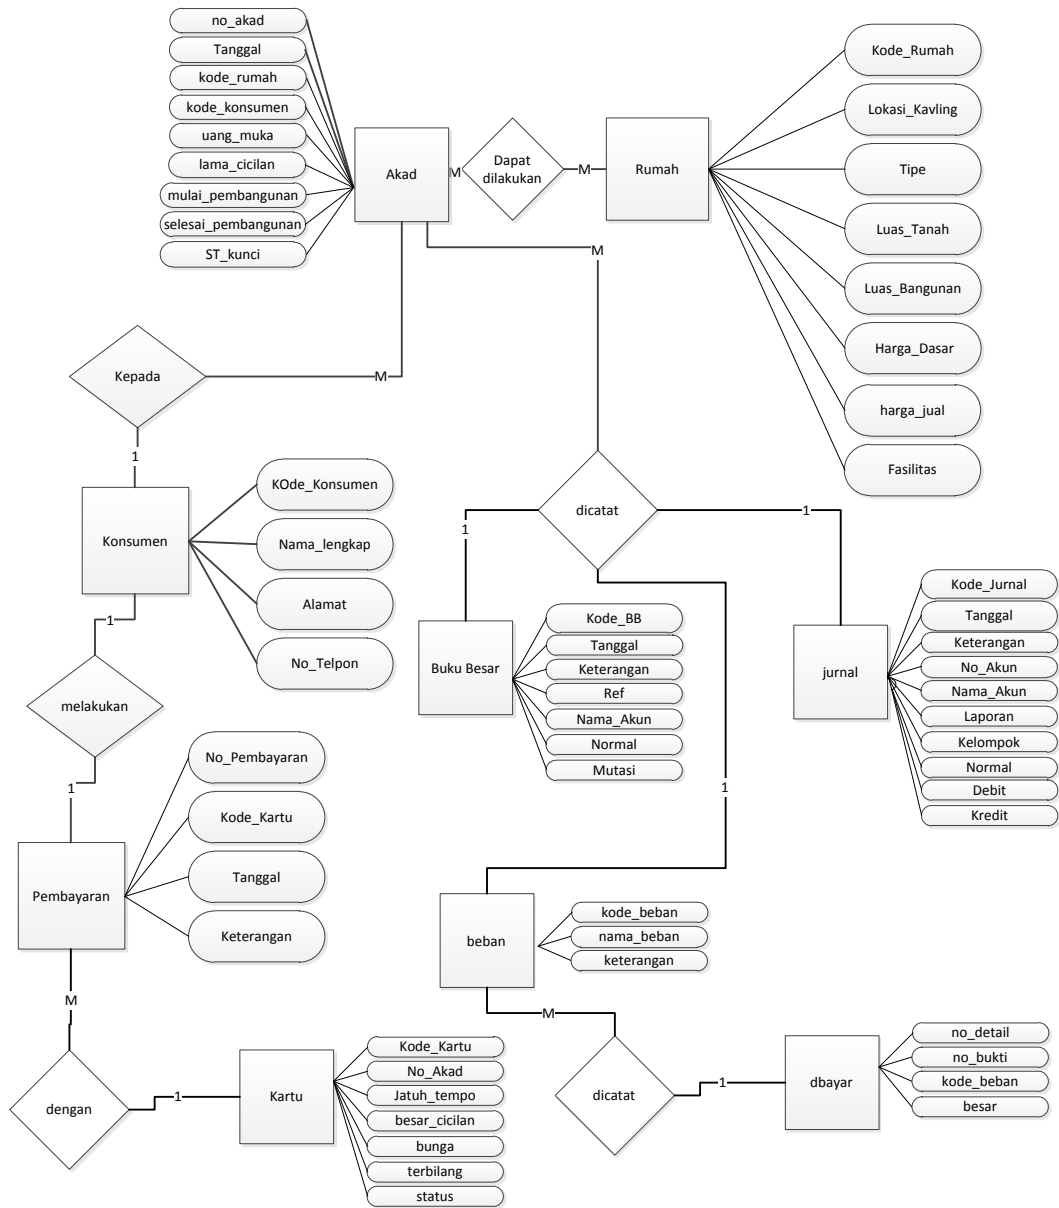 no_akad
Tanggal
kode_rumah
kode_konsumen
uang_muka
lama_cicilan
mulai_pembangunan
selesai_pembangunan
ST_kunci
Akad
M
Dapat
dilakukan
M
Rumah
Kode_Rumah
Lokasi_Kavling
Tipe
Luas_Tanah
Luas_Bangunan
Harga_Dasar
harga_jual
Fasilitas
M
Kepada
M
1
Konsumen
KOde_Konsumen
Nama_lengkap
Alamat
No_Telpon
dicatat
1
1
1
Buku Besar
Kode_BB
Tanggal
Keterangan
Ref
Nama_Akun
Normal
Mutasi
jurnal
Kode_Jurnal
Tanggal
Keterangan
No_Akun
Nama_Akun
Laporan
Kelompok
Normal
Debit
Kredit
1
melakukan
1
Pembayaran
No_Pembayaran
Kode_Kartu
Tanggal
Keterangan
beban
kode_beban
nama_beban
keterangan
M
M
dengan
1
Kartu
Kode_Kartu
No_Akad
Jatuh_tempo
besar_cicilan
bunga
terbilang
status
dicatat
1
dbayar
no_detail
no_bukti
kode_beban
besar